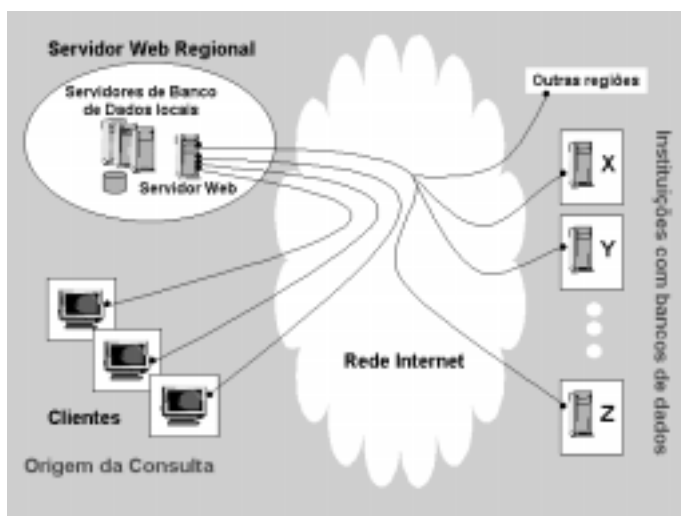 Servidor Web Regional
Servidores de Banco
de Dados locais
Servidor Web
Outras regiões
X
Y
Z
Instituições com bancos de dados
Rede Internet
Clientes
Origem da Consulta